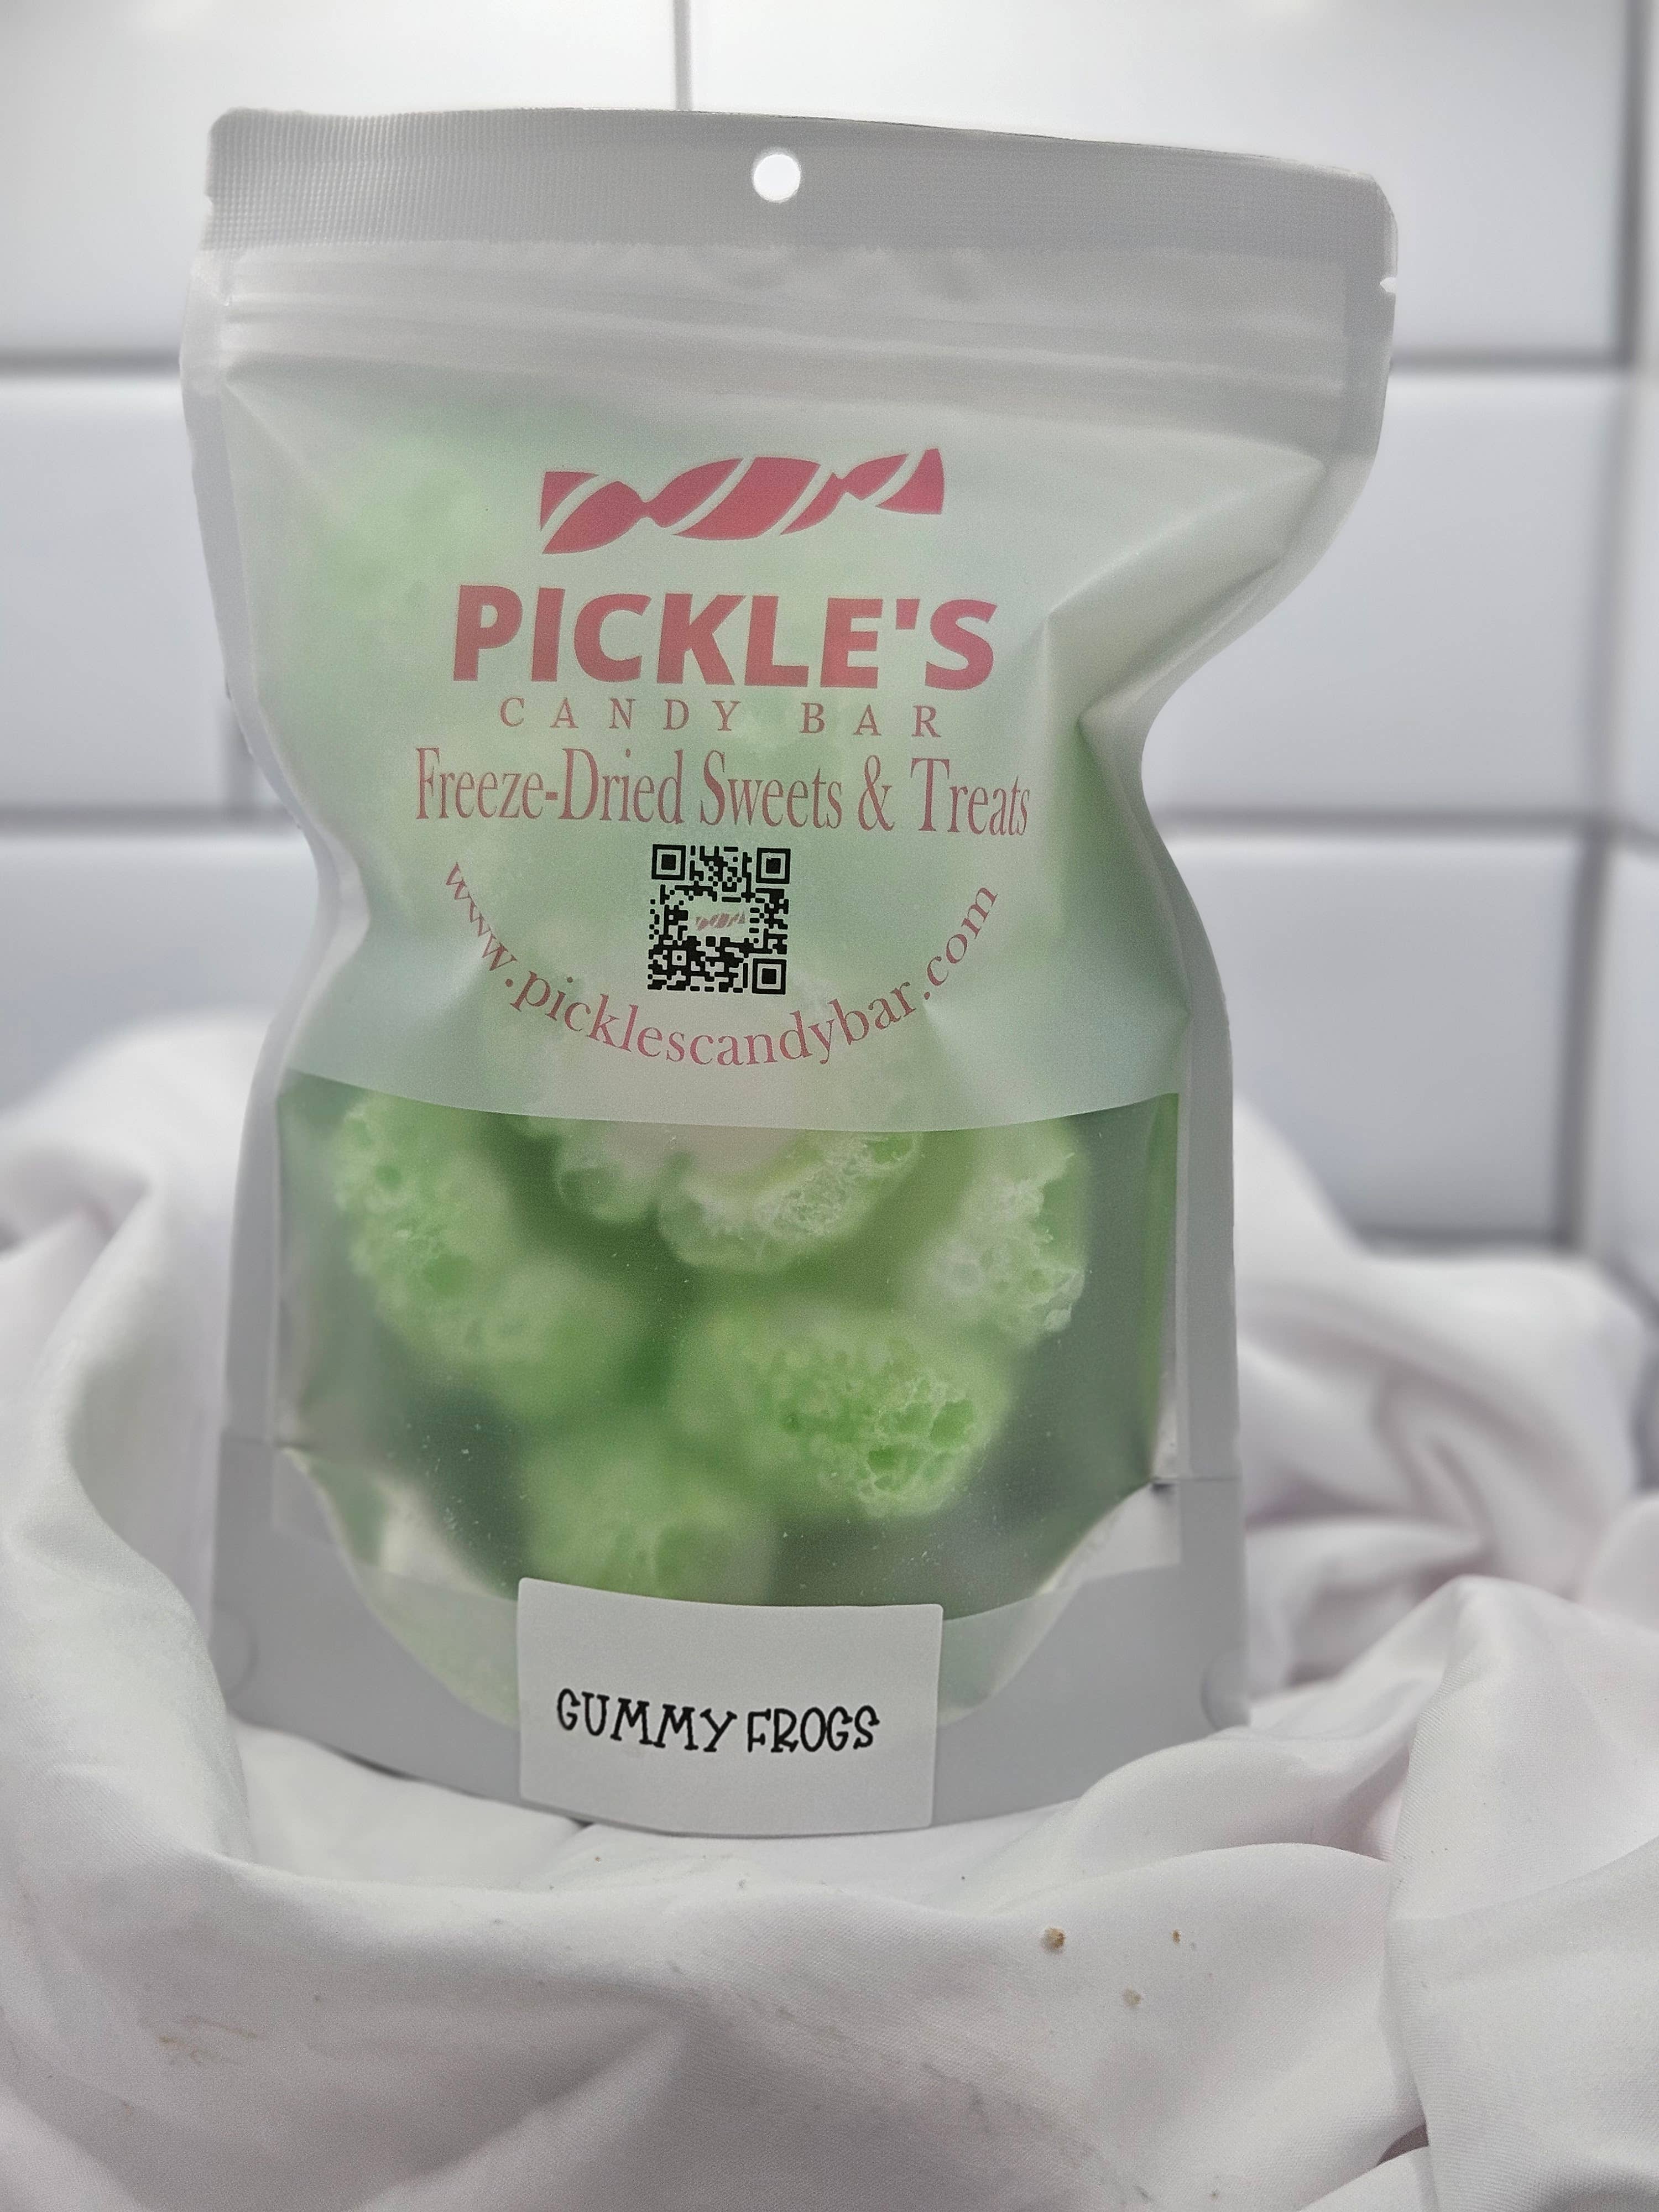 PICKLE'S
CANDY BAR
Freeze-Dried Sweets & Treats
www.picklescandybar.com
GUMMY FROGS